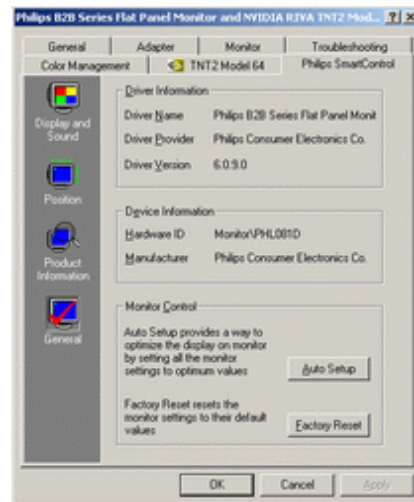 Philips B2B Series Flat Panel Monitor and NVIDIA RIVA TNT2 Mod...
General
Adapter
Monitor
Troubleshooting
Color Management
TNT2 Model 64
Philips SmartControl
Display and
Sound
Position
Product
Information
General
Driver Information
Driver Name Philips B2B Series Flat Panel Monit
Driver Provider Philips Consumer Electronics Co.
Driver Version 6.0.9.0
Device Information
Hardware ID Monitor\PHL081D
Manufacturer Philips Consumer Electronics Co.
Monitor Control
Auto Setup provides a way to
optimize the display on monitor
by setting all the monitor
settings to optimum values
Auto Setup
Factory Reset resets the
monitor settings to their default
values
Factory Reset
OK
Cancel
Apply